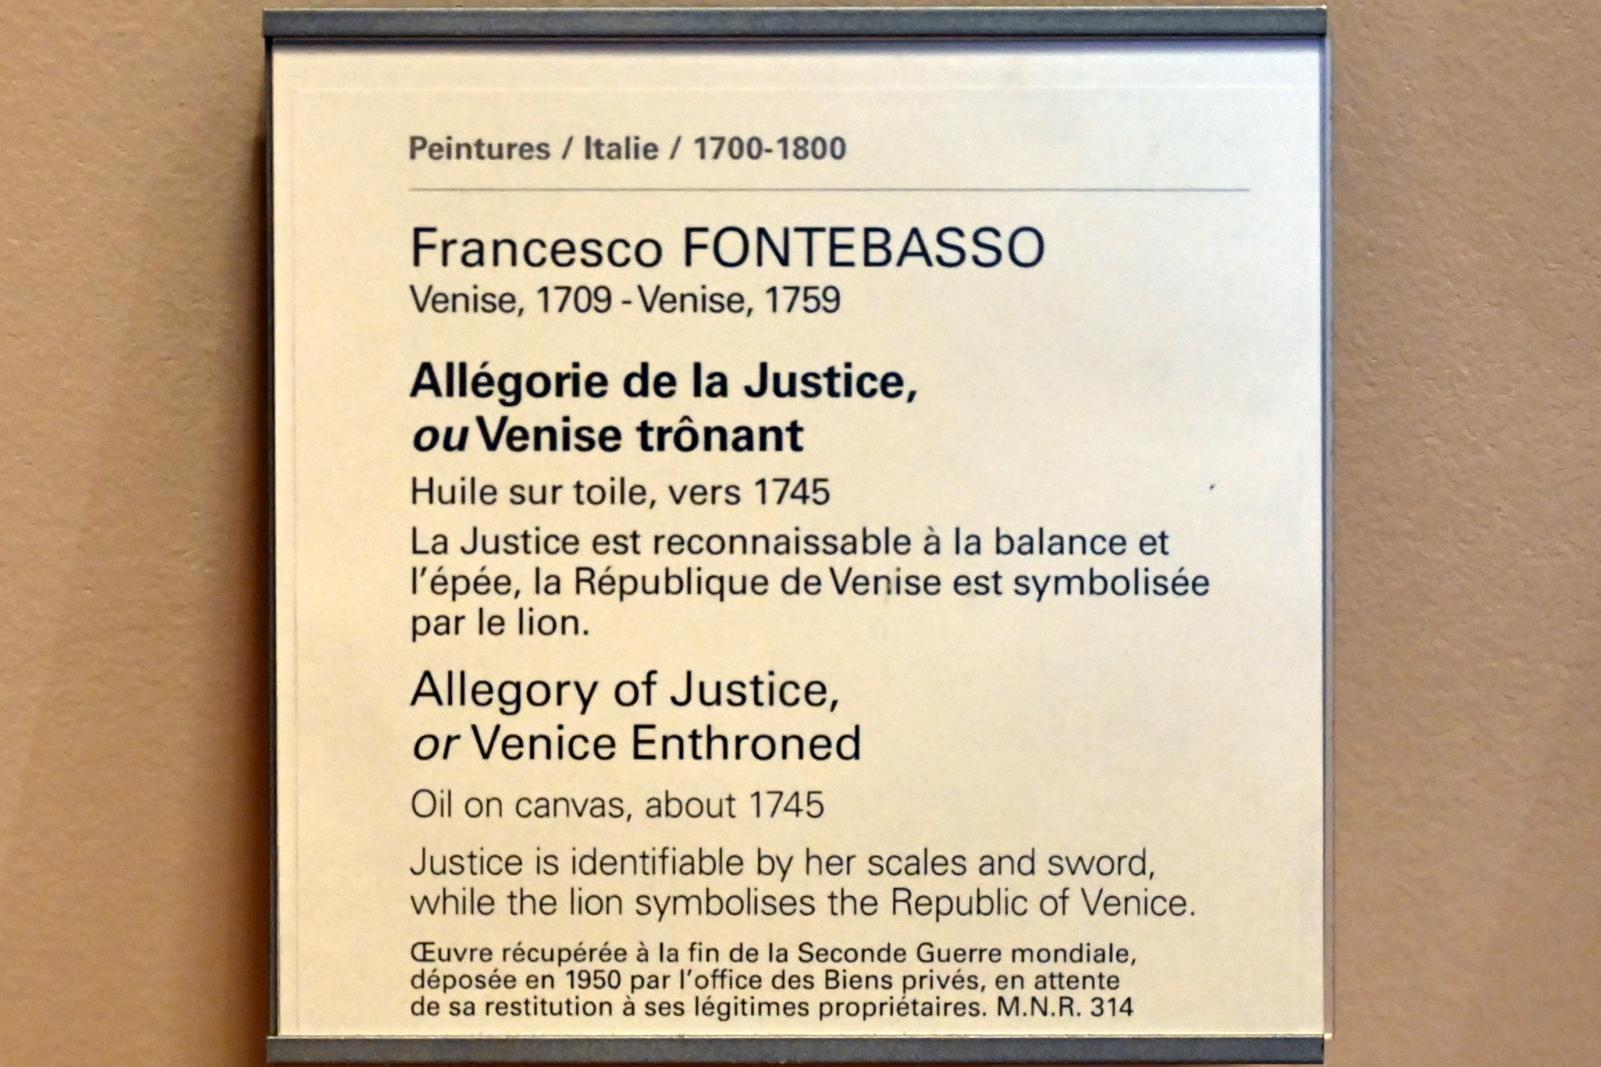 Peintures / Italie / 1700-1800
Francesco FONTEBASSO
Venise, 1709 - Venise, 1759
Allégorie de la Justice,
ou Venise trônant
Huile sur toile, vers 1745
La Justice est reconnaissable à la balance et
l'épée, la République de Venise est symbolisée
par le lion.
Allegory of Justice,
or Venice Enthroned
Oil on canvas, about 1745
Justice is identifiable by her scales and sword,
while the lion symbolises the Republic of Venice.
Œuvre récupérée à la fin de la Seconde Guerre mondiale,
déposée en 1950 par l'office des Biens privés, en attente
de sa restitution à ses légitimes propriétaires. M.N.R. 314